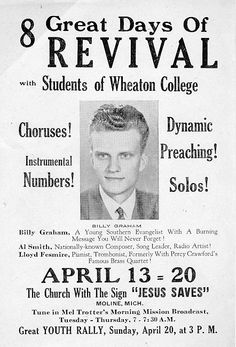 8 Great Days Of
REVIVAL
with Students of Wheaton College
Choruses!
Instrumental
Numbers!
Dynamic
Preaching!
Solos!
BILLY GRAHAM
Billy Graham, A Young Southern Evangelist With A Burning
Message You Will Never Forget!
Al Smith, Nationally-known Composer, Song Leader, Radio Artist!
Lloyd Fesmire, Pianist, Trombonist, Formerly With Percy Crawford's
Famous Brass Quartet!
APRIL 13=20
The Church With The Sign "JESUS SAVES"
MOLINE, MICH.
Tune in Mel Trotter's Morning Mission Broadcast,
Tuesday - Thursday, 7 - 7:30 A.M.
Great YOUTH RALLY, Sunday, April 20, at 3 P. M.